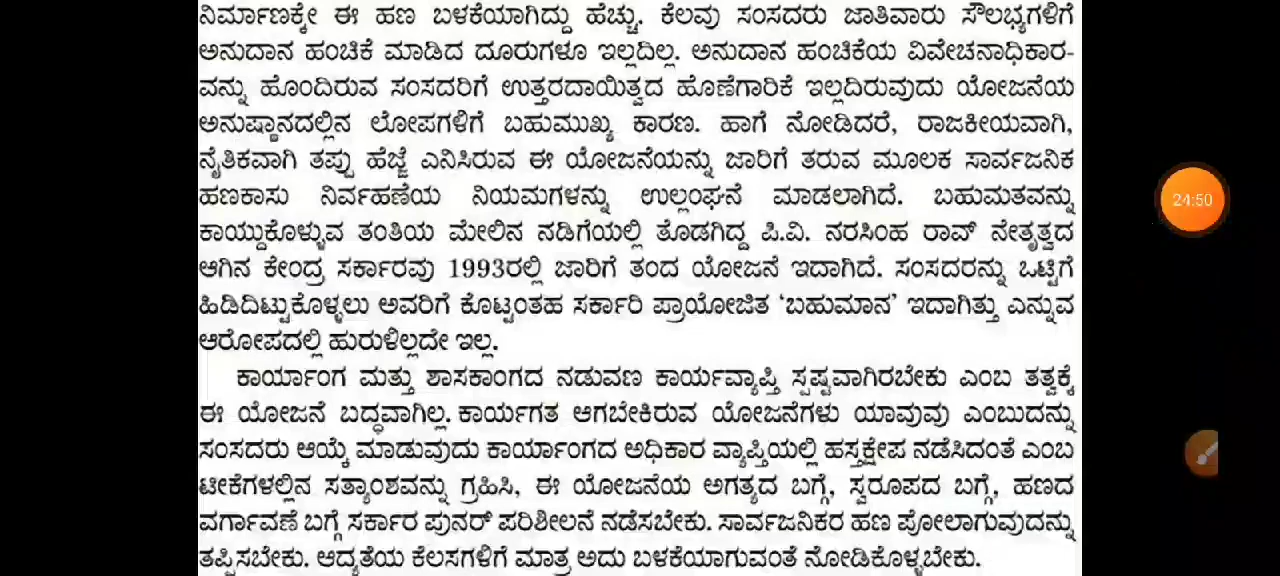 ನಿರ್ಮಾಣಕ್ಕೇ ಈ ಹಣ ಬಳಕೆಯಾಗಿದ್ದು ಹೆಚ್ಚು. ಕೆಲವು ಸಂಸದರು ಜಾತಿವಾರು ಸೌಲಭ್ಯಗಳಿಗೆ
ಅನುದಾನ ಹಂಚಿಕೆ ಮಾಡಿದ ದೂರುಗಳೂ ಇಲ್ಲದಿಲ್ಲ. ಅನುದಾನ ಹಂಚಿಕೆಯ ವಿವೇಚನಾಧಿಕಾರ-
ವನ್ನು ಹೊಂದಿರುವ ಸಂಸದರಿಗೆ ಉತ್ತರದಾಯಿತ್ವದ ಹೊಣೆಗಾರಿಕೆ ಇಲ್ಲದಿರುವುದು ಯೋಜನೆಯ
ಅನುಷ್ಠಾನದಲ್ಲಿನ ಲೋಪಗಳಿಗೆ ಬಹುಮುಖ್ಯ ಕಾರಣ. ಹಾಗೆ ನೋಡಿದರೆ, ರಾಜಕೀಯವಾಗಿ,
ನೈತಿಕವಾಗಿ ತಪ್ಪು ಹೆಜ್ಜೆ ಎನಿಸಿರುವ ಈ ಯೋಜನೆಯನ್ನು ಜಾರಿಗೆ ತರುವ ಮೂಲಕ ಸಾರ್ವಜನಿಕ
ಹಣಕಾಸು ನಿರ್ವಹಣೆಯ ನಿಯಮಗಳನ್ನು ಉಲ್ಲಂಘನೆ ಮಾಡಲಾಗಿದೆ. ಬಹುಮತವನ್ನು
ಕಾಯ್ದುಕೊಳ್ಳುವ ತಂತಿಯ ಮೇಲಿನ ನಡಿಗೆಯಲ್ಲಿ ತೊಡಗಿದ್ದ ಪಿ.ವಿ. ನರಸಿಂಹ ರಾವ್ ನೇತೃತ್ವದ
ಆಗಿನ ಕೇಂದ್ರ ಸರ್ಕಾರವು 1993ರಲ್ಲಿ ಜಾರಿಗೆ ತಂದ ಯೋಜನೆ ಇದಾಗಿದೆ. ಸಂಸದರನ್ನು ಒಟ್ಟಿಗೆ
ಹಿಡಿದಿಟ್ಟುಕೊಳ್ಳಲು ಅವರಿಗೆ ಕೊಟ್ಟಂತಹ ಸರ್ಕಾರಿ ಪ್ರಾಯೋಜಿತ ‘ಬಹುಮಾನ’ ಇದಾಗಿತ್ತು ಎನ್ನುವ
ಆರೋಪದಲ್ಲಿ ಹುರುಳಿಲ್ಲದೇ ಇಲ್ಲ.
ಕಾರ್ಯಾಂಗ ಮತ್ತು ಶಾಸಕಾಂಗದ ನಡುವಣ ಕಾರ್ಯವ್ಯಾಪ್ತಿ ಸ್ಪಷ್ಟವಾಗಿರಬೇಕು ಎಂಬ ತತ್ವಕ್ಕೆ
ಈ ಯೋಜನೆ ಬದ್ಧವಾಗಿಲ್ಲ. ಕಾರ್ಯಗತ ಆಗಬೇಕಿರುವ ಯೋಜನೆಗಳು ಯಾವುವು ಎಂಬುದನ್ನು
ಸಂಸದರು ಆಯ್ಕೆ ಮಾಡುವುದು ಕಾರ್ಯಾಂಗದ ಅಧಿಕಾರ ವ್ಯಾಪ್ತಿಯಲ್ಲಿ ಹಸ್ತಕ್ಷೇಪ ನಡೆಸಿದಂತೆ ಎಂಬ
ಟೀಕೆಗಳಲ್ಲಿನ ಸತ್ಯಾಂಶವನ್ನು ಗ್ರಹಿಸಿ, ಈ ಯೋಜನೆಯ ಅಗತ್ಯದ ಬಗ್ಗೆ, ಸ್ವರೂಪದ ಬಗ್ಗೆ, ಹಣದ
ವರ್ಗಾವಣೆ ಬಗ್ಗೆ ಸರ್ಕಾರ ಪುನರ್ ಪರಿಶೀಲನೆ ನಡೆಸಬೇಕು. ಸಾರ್ವಜನಿಕರ ಹಣ ಪೋಲಾಗುವುದನ್ನು
ತಪ್ಪಿಸಬೇಕು. ಆದ್ಯತೆಯ ಕೆಲಸಗಳಿಗೆ ಮಾತ್ರ ಅದು ಬಳಕೆಯಾಗುವಂತೆ ನೋಡಿಕೊಳ್ಳಬೇಕು.
24:50